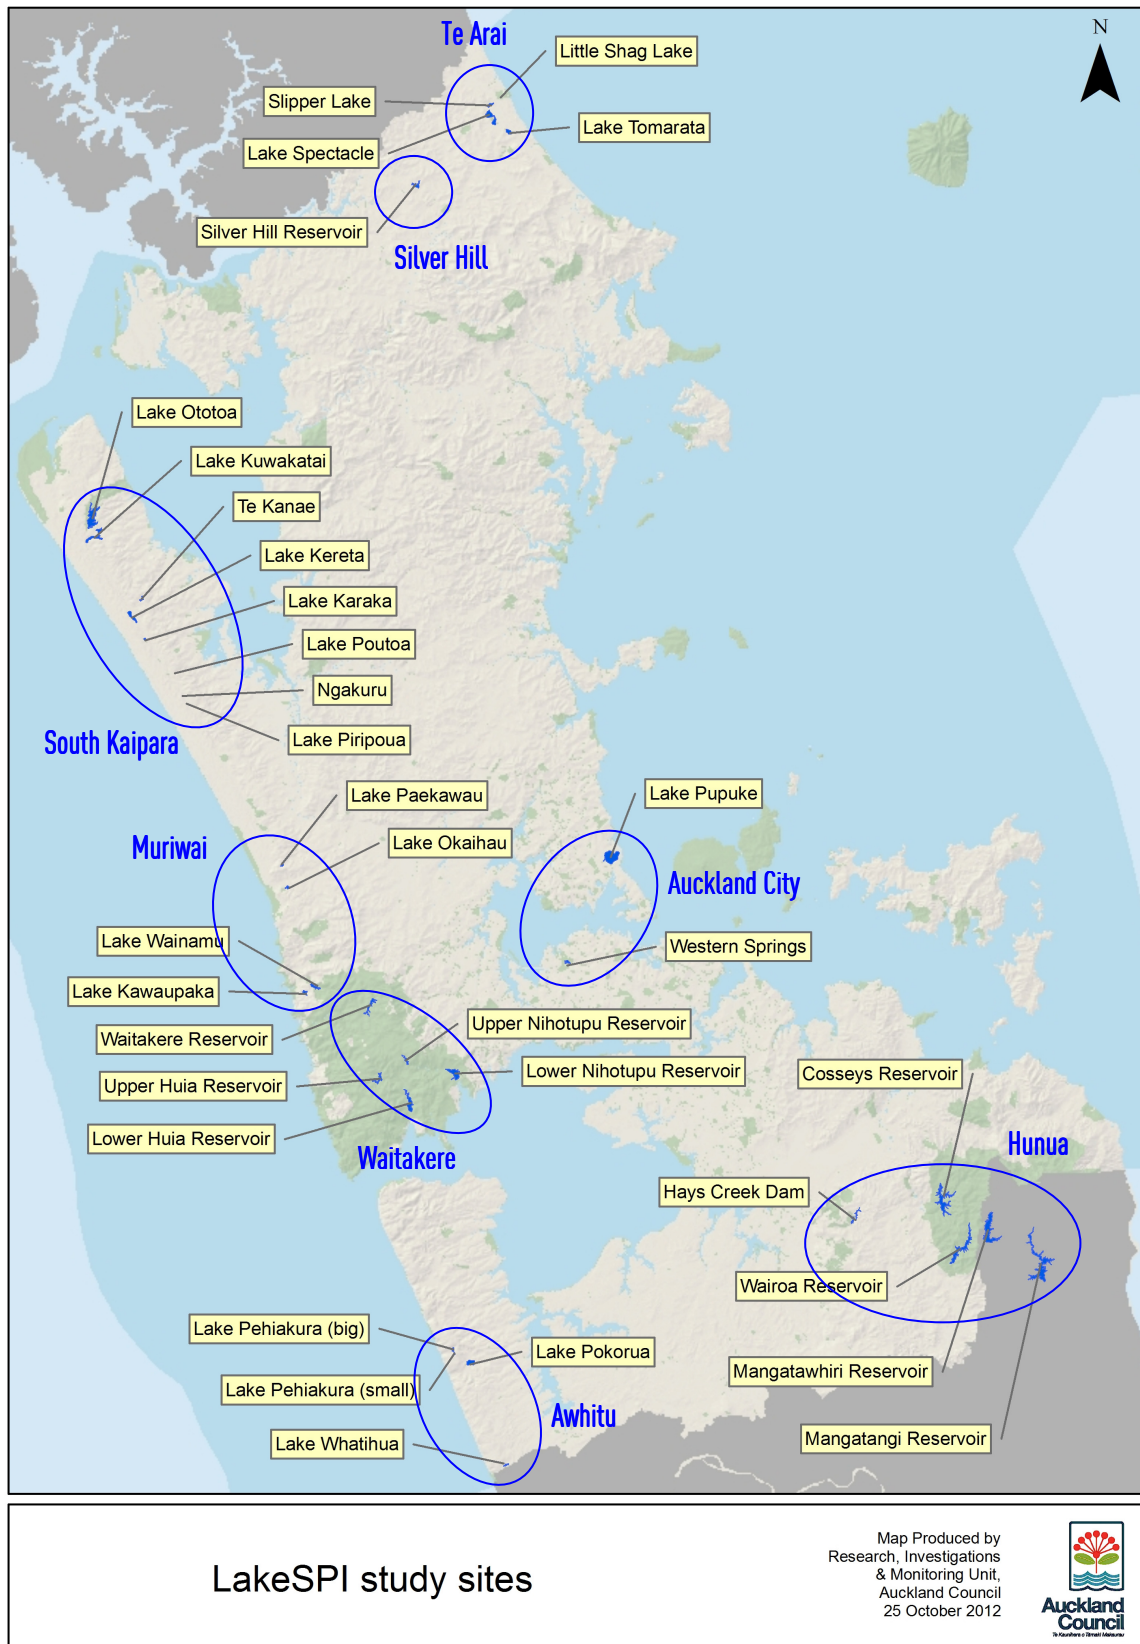 N
Te Arai
Little Shag Lake
Slipper Lake
Lake Tomarata
Lake Spectacle
Silver Hill Reservoir
Silver Hill
Lake Ototoa
Lake Kuwakatai
Te Kanae
Lake Kereta
Lake Karaka
Lake Poutoa
Ngakuru
Lake Piripoua
South Kaipara
Lake Paekawau
Lake Pupuke
Muriwai
Lake Okaihau
Auckland City
Lake Wainamu
Western Springs
Lake Kawaupaka
Waitakere Reservoir
Upper Nihotupu Reservoir
Lower Nihotupu Reservoir
Cosseys Reservoir
Upper Huia Reservoir
Lower Huia Reservoir
Waitakere
Hunua
Hays Creek Dam
Wairoa Reservoir
Lake Pehiakura (big)
Lake Pokorua
Mangatawhiri Reservoir
Lake Pehiakura (small)
Awhitu
Lake Whatihua
Mangatangi Reservoir
LakeSPI study sites
Map Produced by
Research, Investigations
& Monitoring Unit,
Auckland Council
25 October 2012
Auckland
Council
Te Kaunihera o Tāmaki Makaurau